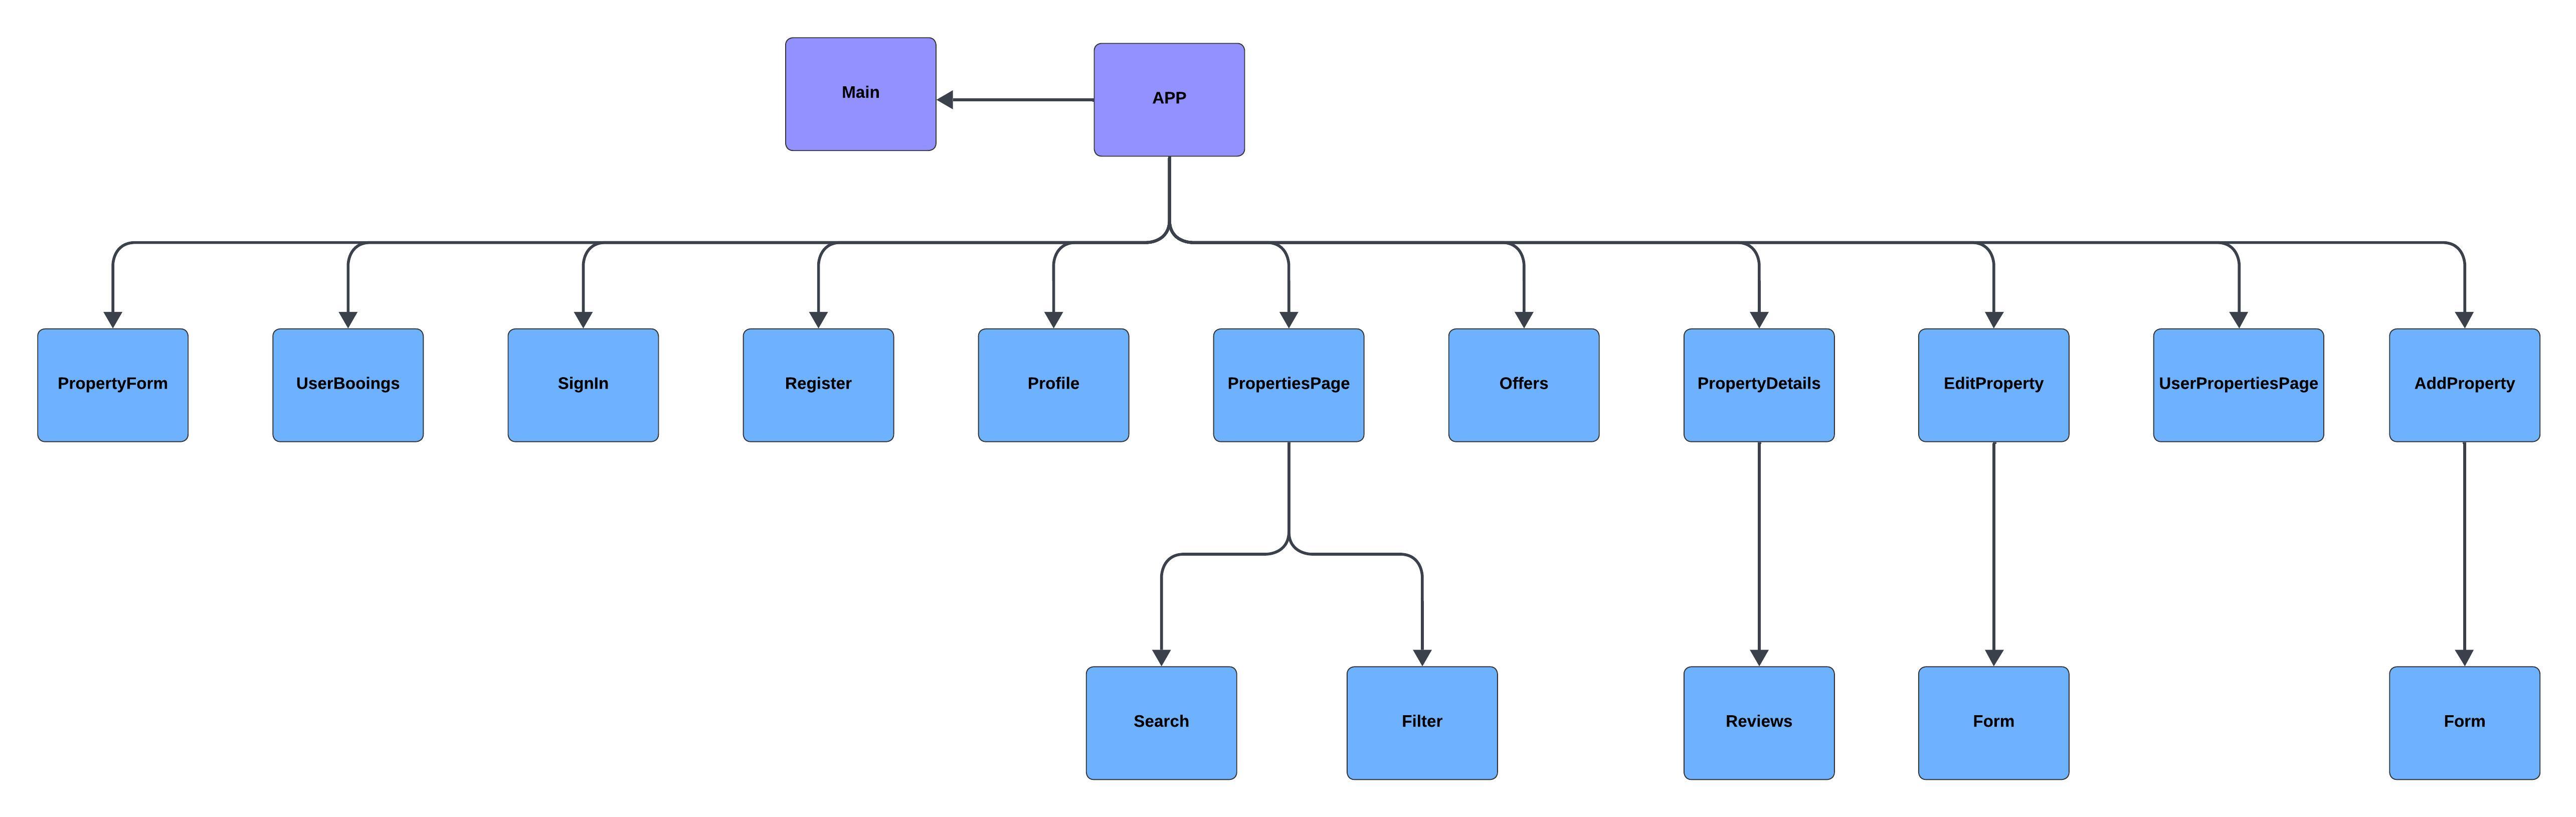 Main
APP
PropertyForm
UserBooings
SignIn
Register
Profile
PropertiesPage
Offers
PropertyDetails
EditProperty
UserPropertiesPage
AddProperty
Search
Filter
Reviews
Form
Form